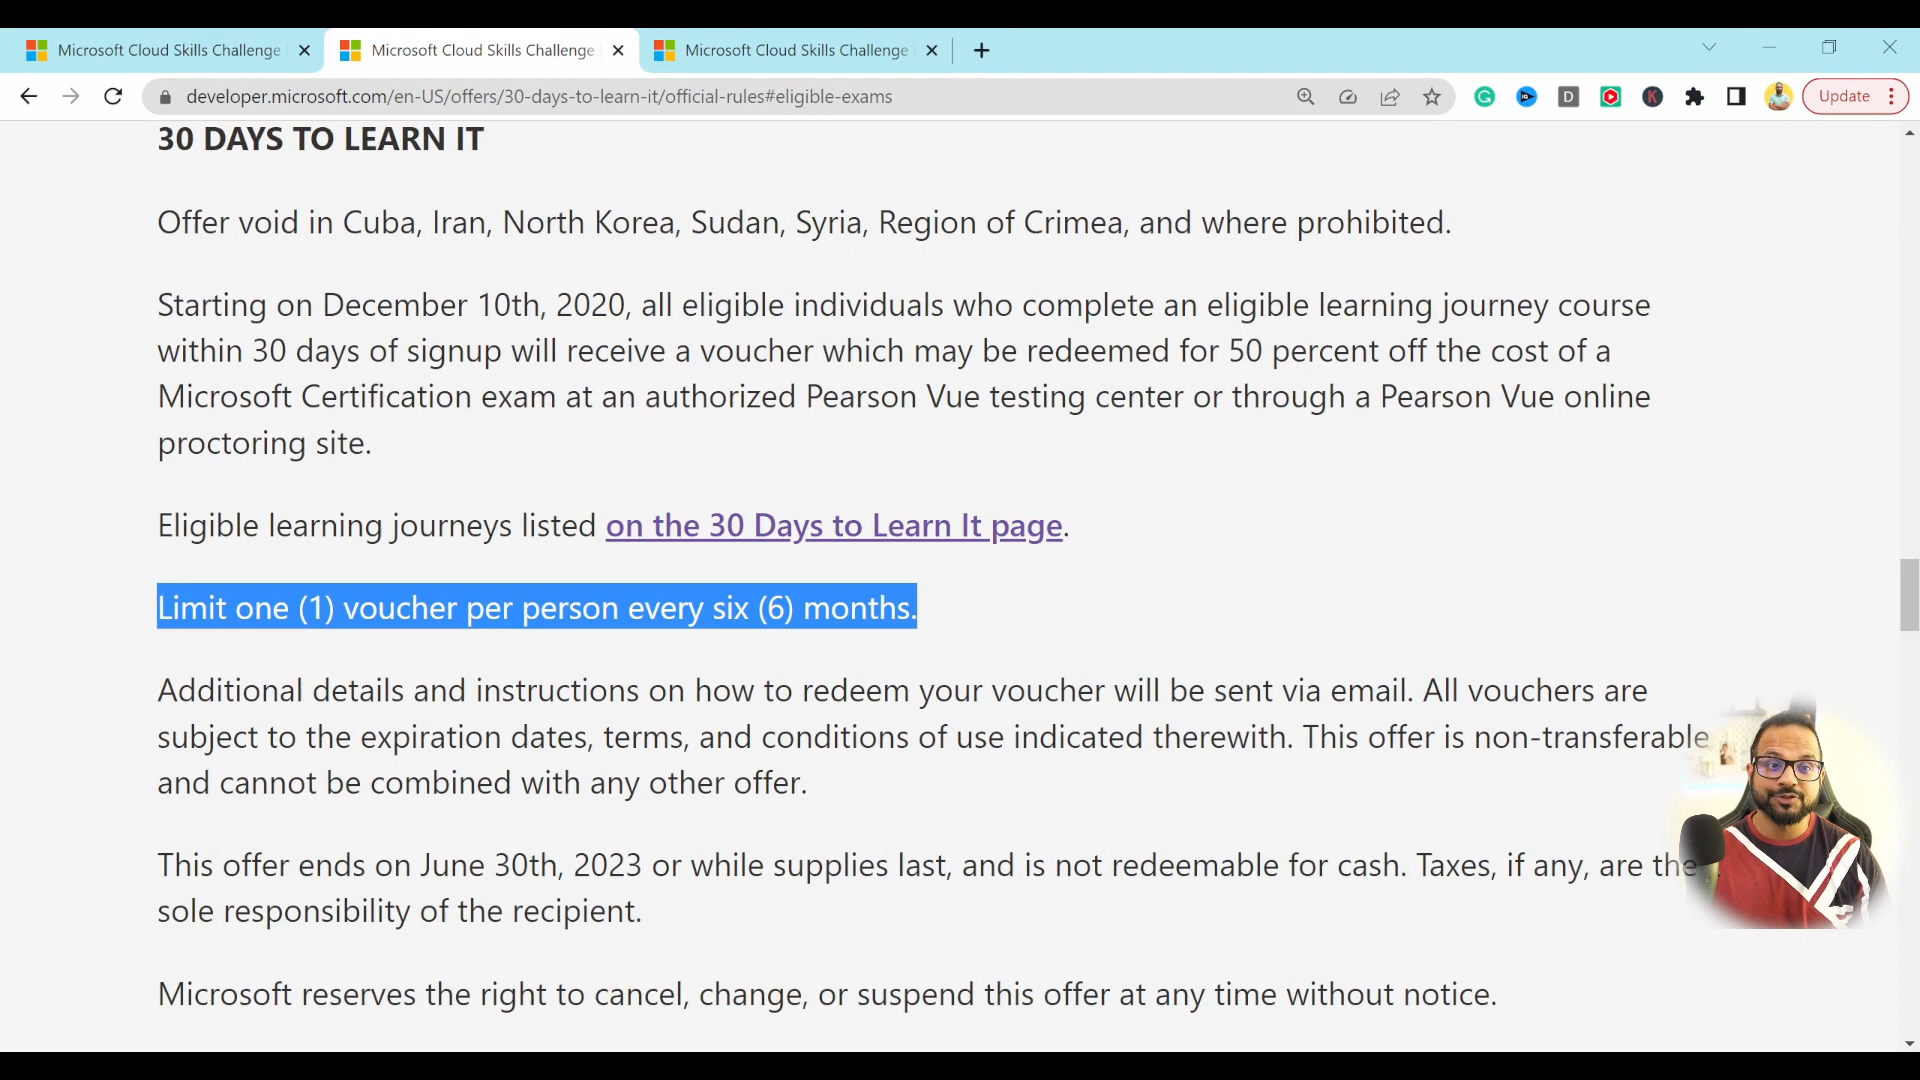 Microsoft Cloud Skills Challenge
Microsoft Cloud Skills Challenge
Microsoft Cloud Skills Challenge
developer.microsoft.com/en-US/offers/30-days-to-learn-it/official-rules#eligible-exams
D
K
Update
30 DAYS TO LEARN IT
Offer void in Cuba, Iran, North Korea, Sudan, Syria, Region of Crimea, and where prohibited.
Starting on December 10th, 2020, all eligible individuals who complete an eligible learning journey course
within 30 days of signup will receive a voucher which may be redeemed for 50 percent off the cost of a
Microsoft Certification exam at an authorized Pearson Vue testing center or through a Pearson Vue online
proctoring site.
Eligible learning journeys listed on the 30 Days to Learn It page.
Limit one (1) voucher per person every six (6) months.
Additional details and instructions on how to redeem your voucher will be sent via email. All vouchers are
subject to the expiration dates, terms, and conditions of use indicated therewith. This offer is non-transferable
and cannot be combined with any other offer.
This offer ends on June 30th, 2023 or while supplies last, and is not redeemable for cash. Taxes, if any, are the
sole responsibility of the recipient.
Microsoft reserves the right to cancel, change, or suspend this offer at any time without notice.